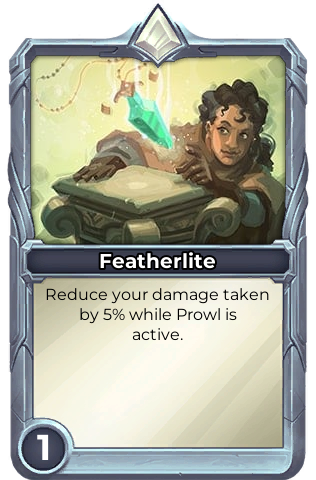 Featherlite
Reduce your damage taken
by 5% while Prowl is
active.
1